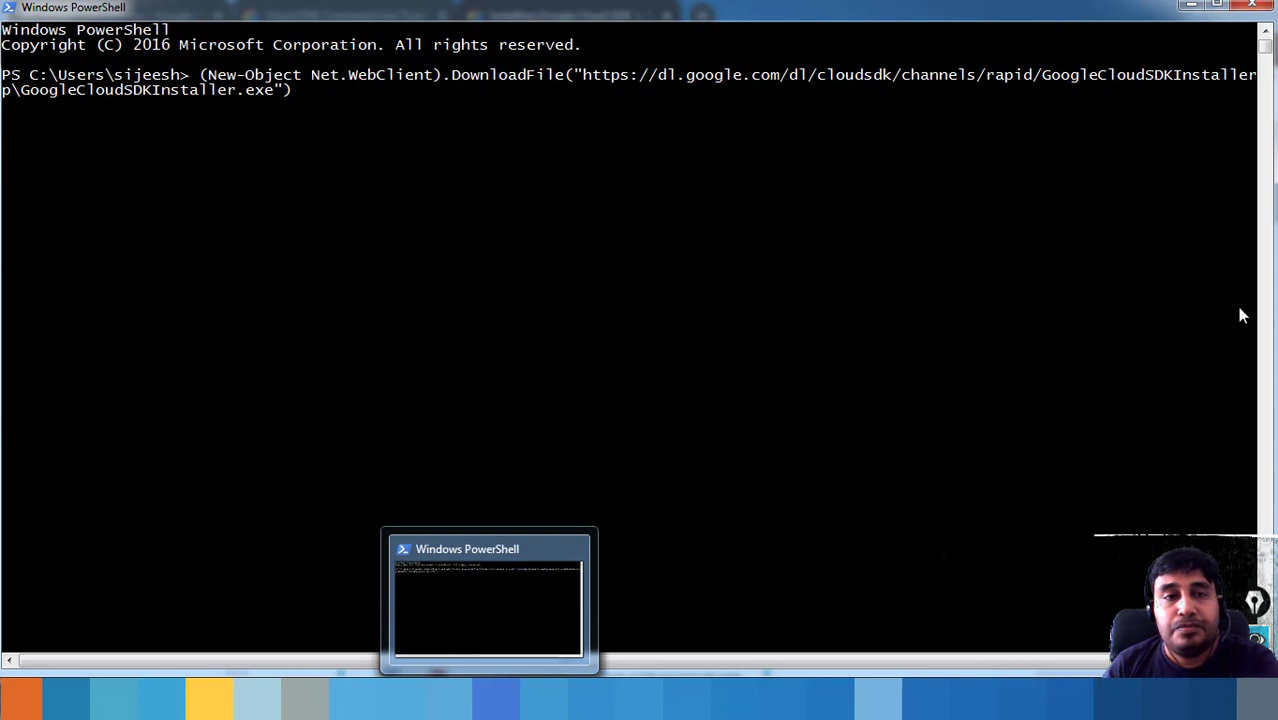 Windows PowerShell
Windows PowerShell
Copyright (C) 2016 Microsoft Corporation. All rights reserved.
PS C:\Users\sijeesh> (New-Object Net.WebClient).DownloadFile("https://dl.google.com/dl/cloudsdk/channels/rapid/GoogleCloudSDKInstaller
p\GoogleCloudSDKInstaller.exe")
Windows PowerShell